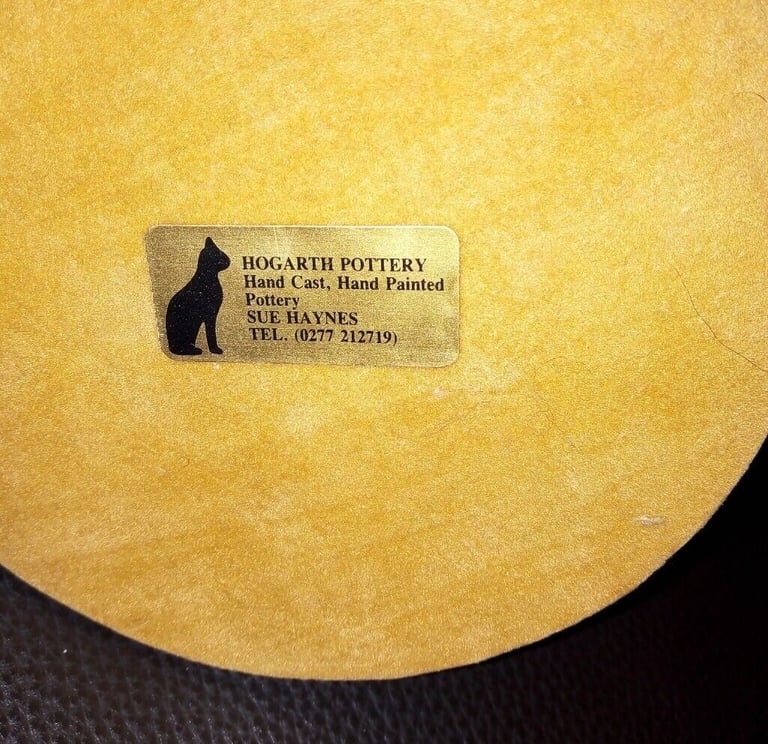 HOGARTH POTTERY
Hand Cast, Hand Painted
Pottery
SUE HAYNES
TEL. (0277 212719)